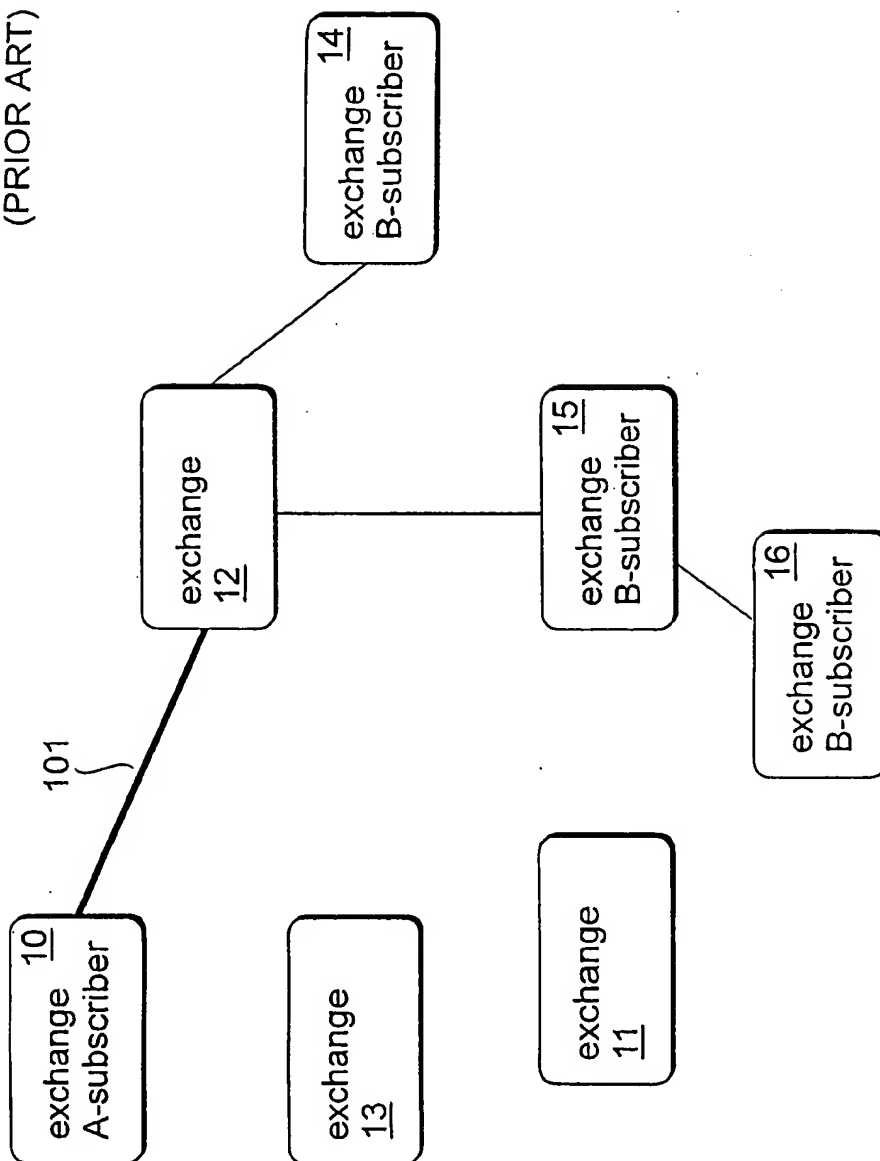 (PRIOR ART)
exchange 10
A-subscriber
101
exchange
12
exchange 14
B-subscriber
exchange
13
exchange
11
exchange 15
B-subscriber
exchange 16
B-subscriber